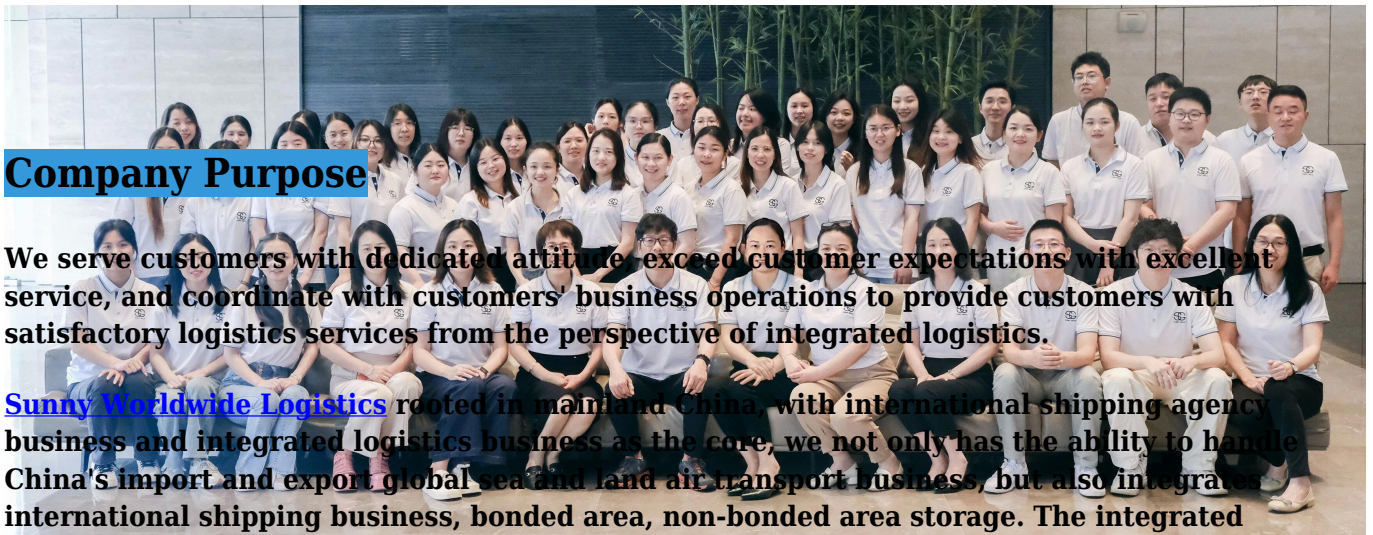 Company Purpose
We serve customers with dedicated attitude, exceed customer expectations with excellent
service, and coordinate with customers' business operations to provide customers with
satisfactory logistics services from the perspective of integrated logistics.
Sunny Worldwide Logistics rooted in mainland China, with international shipping agency
business and integrated logistics business as the core, we not only has the ability to handle
China's import and export global sea and land air transport business, but also integrates
international shipping business, bonded area, non-bonded area storage. The integrated